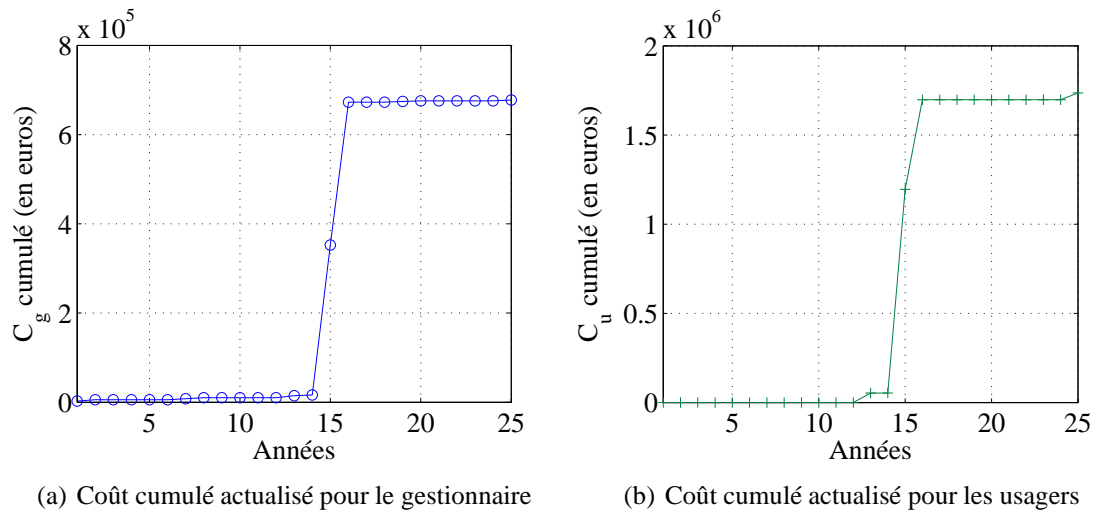 x 10^5
8
6
4
2
0
5 10 15 20 25
C_g cumulé (en euros)
Années
(a) Coût cumulé actualisé pour le gestionnaire
x 10^6
2
1.5
1
0.5
0
5 10 15 20 25
C_u cumulé (en euros)
Années
(b) Coût cumulé actualisé pour les usagers